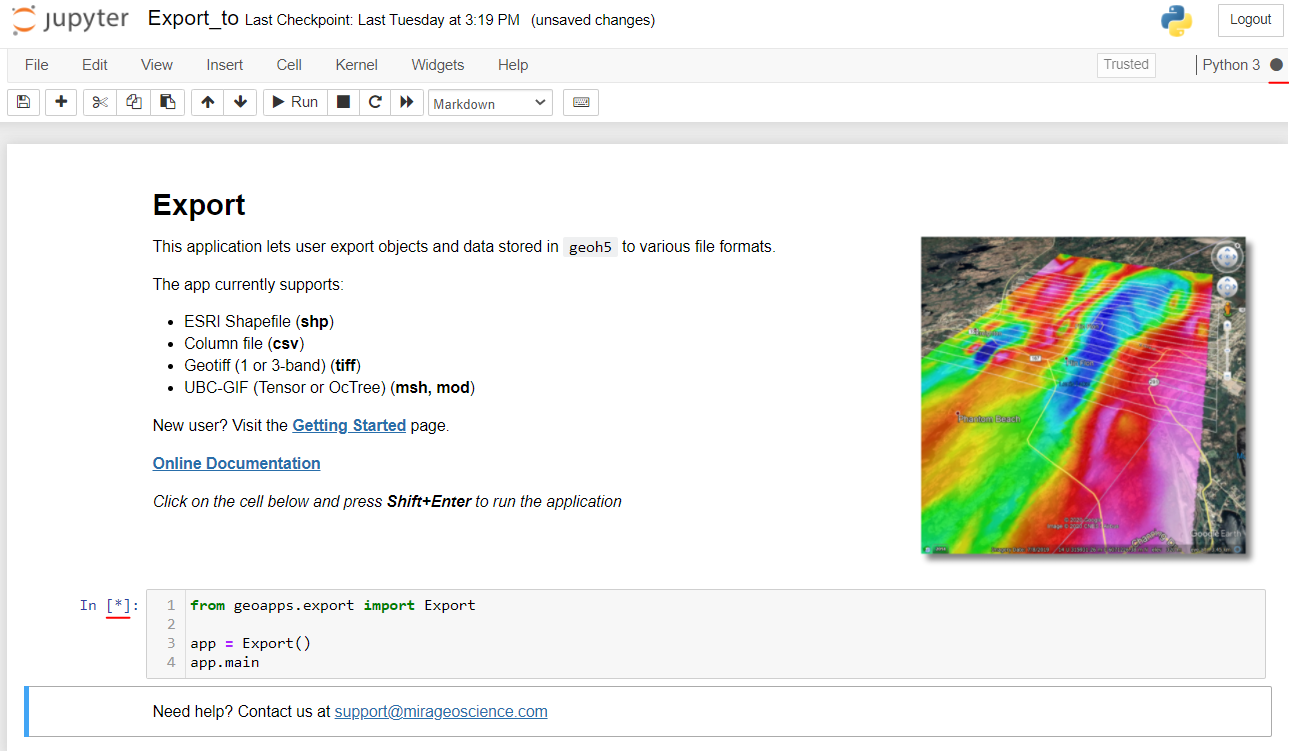 jupyter Export_to Last Checkpoint: Last Tuesday at 3:19 PM (unsaved changes) Logout
File Edit View Insert Cell Kernel Widgets Help Trusted Python 3
Run Markdown
Export
This application lets user export objects and data stored in geoh5 to various file formats.
The app currently supports:
• ESRI Shapefile (shp)
• Column file (csv)
• Geotiff (1 or 3-band) (tiff)
• UBC-GIF (Tensor or OcTree) (msh, mod)
New user? Visit the Getting Started page.
Online Documentation
Click on the cell below and press Shift+Enter to run the application
Phantom Beach
Google Earth
In [*]:
1 from geoapps.export import Export
2
3 app = Export()
4 app.main
Need help? Contact us at support@mirageoscience.com